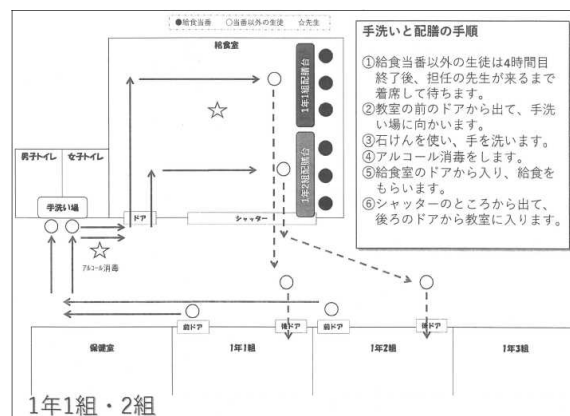 ●給食当番 ○当番以外の生徒 ☆先生
給食室
1年1組配膳台
1年2組配膳台
男子トイレ
女子トイレ
手洗い場
ドア
シャッター
アルコール消毒
前ドア
後ドア
前ドア
後ドア
保健室
1年1組
1年2組
1年3組
1年1組・2組
手洗いと配膳の手順
①給食当番以外の生徒は4時間目
終了後、担任の先生が来るまで
着席して待ちます。
②教室の前のドアから出て、手洗
い場に向かいます。
③石けんを使い、手を洗います。
④アルコール消毒をします。
⑤給食室のドアから入り、給食を
もらいます。
⑥シャッターのところから出て、
後ろのドアから教室に入ります。